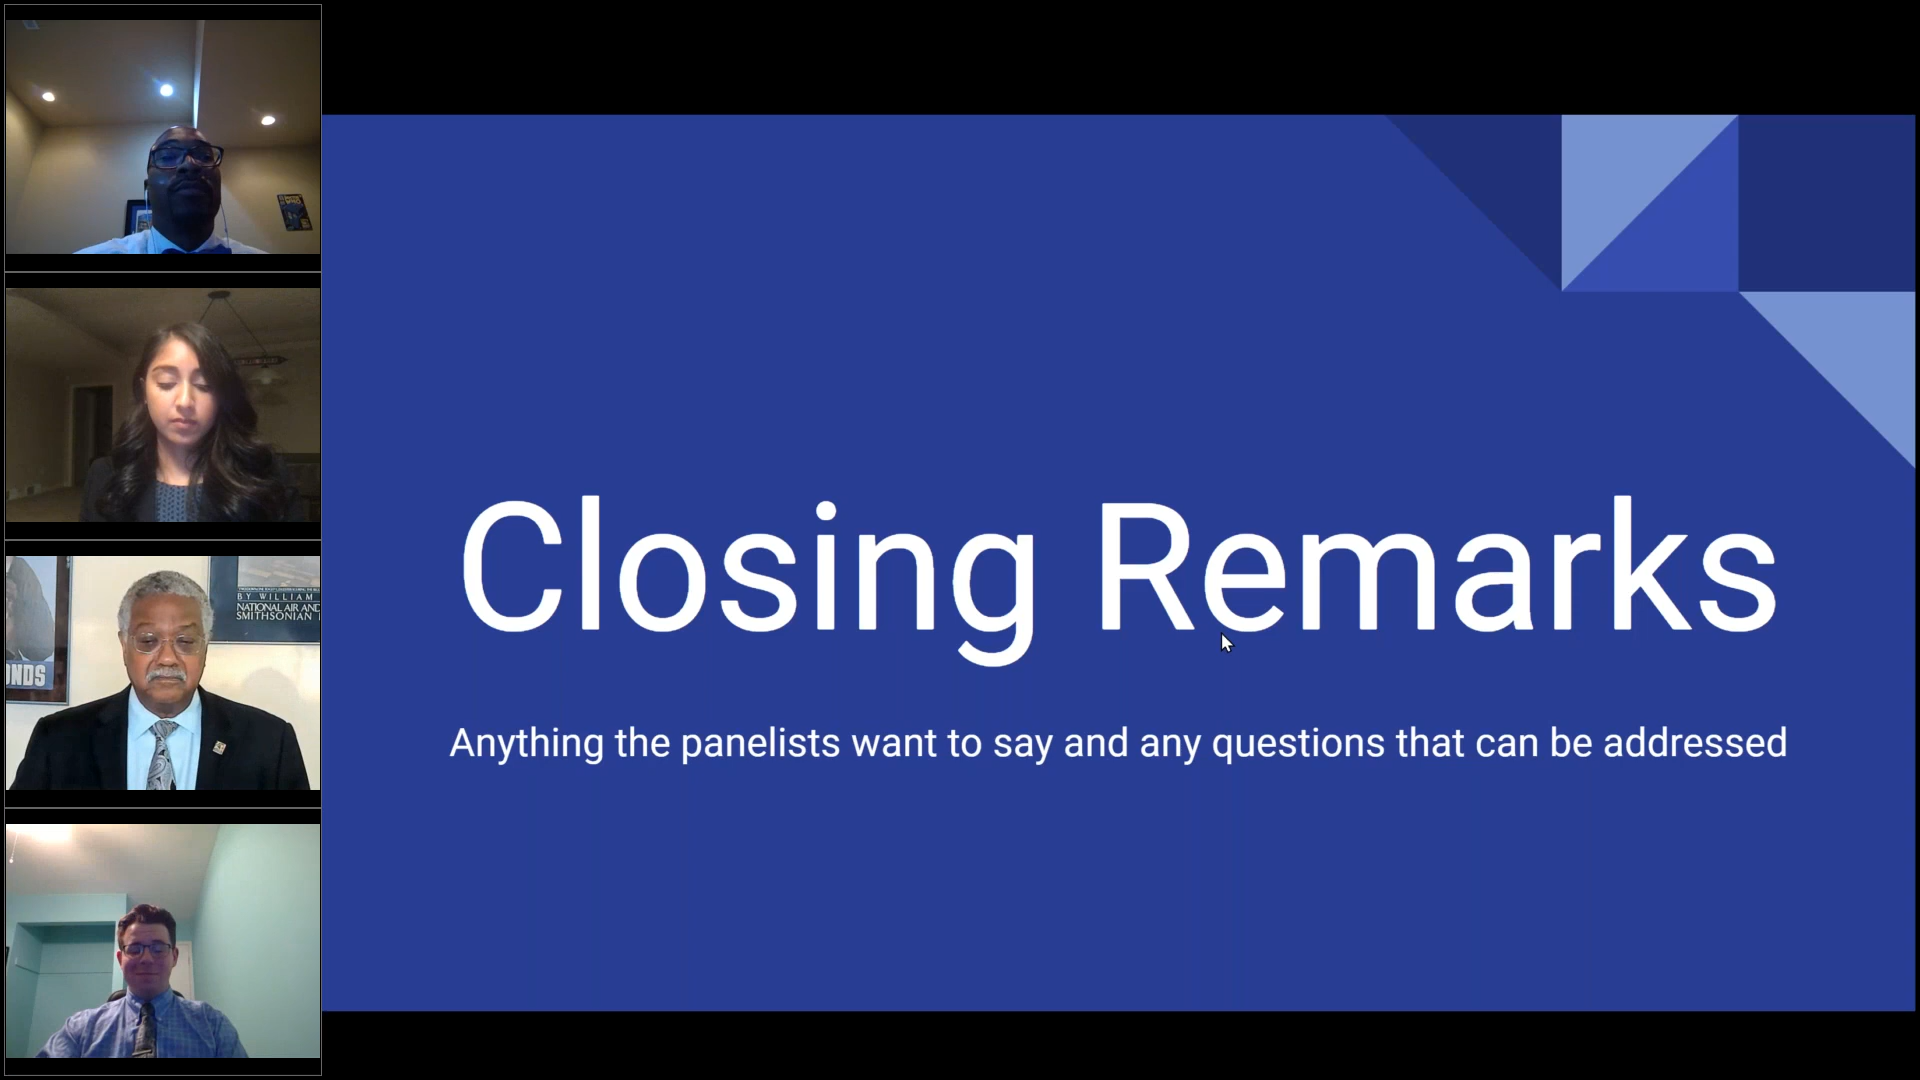 BY WILLIAM
NATIONAL AIR AND
SMITHSONIAN
Closing Remarks
Anything the panelists want to say and any questions that can be addressed